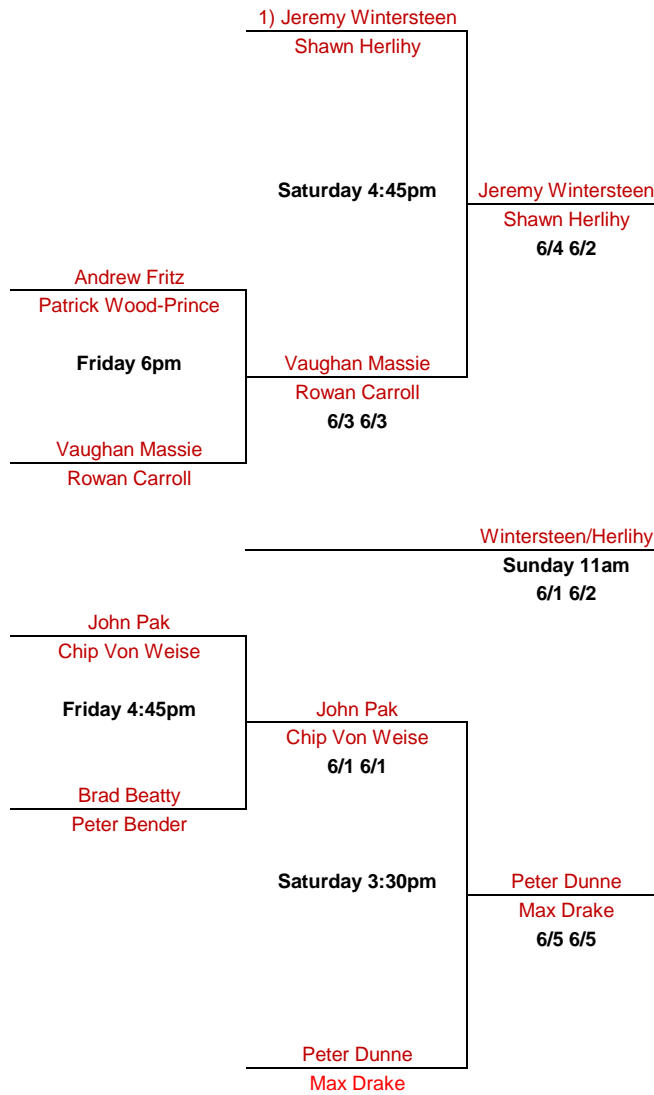 1) Jeremy Wintersteen
Shawn Herlihy
Saturday 4:45pm
Jeremy Wintersteen
Shawn Herlihy
6/4 6/2
Andrew Fritz
Patrick Wood-Prince
Friday 6pm
Vaughan Massie
Rowan Carroll
6/3 6/3
Vaughan Massie
Rowan Carroll
Wintersteen/Herlihy
Sunday 11am
6/1 6/2
John Pak
Chip Von Weise
Friday 4:45pm
John Pak
Chip Von Weise
6/1 6/1
Brad Beatty
Peter Bender
Saturday 3:30pm
Peter Dunne
Max Drake
6/5 6/5
Peter Dunne
Max Drake